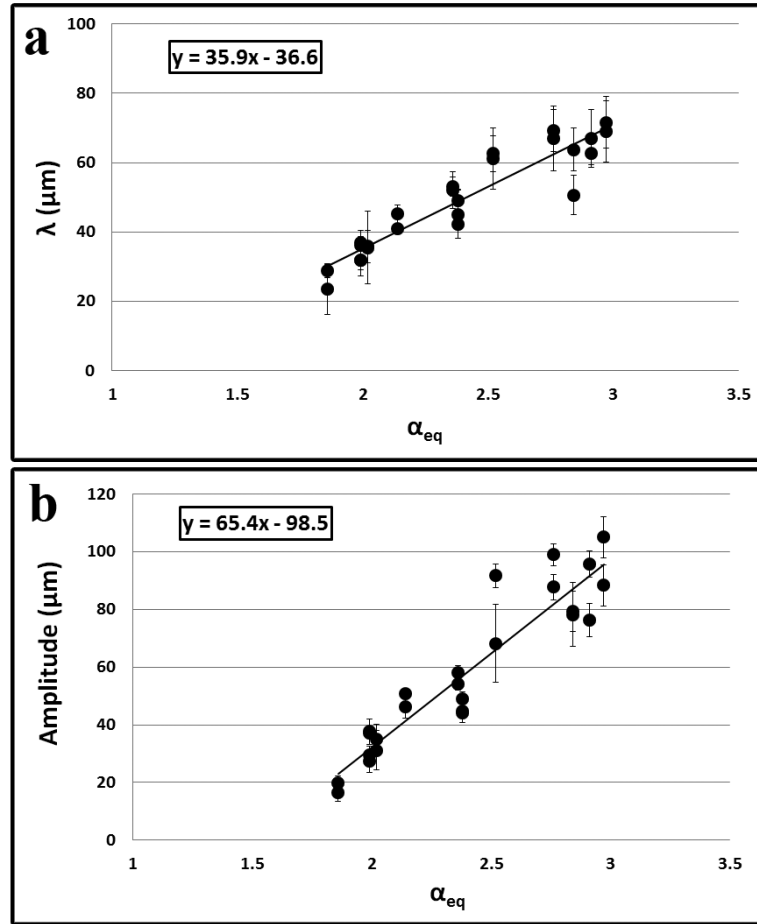 a
y = 35.9x - 36.6
100
80
60
40
20
0
λ (μm)
1 1.5 2 2.5 3 3.5
αeq
b
y = 65.4x - 98.5
120
100
80
60
40
20
0
Amplitude (μm)
1 1.5 2 2.5 3 3.5
αeq